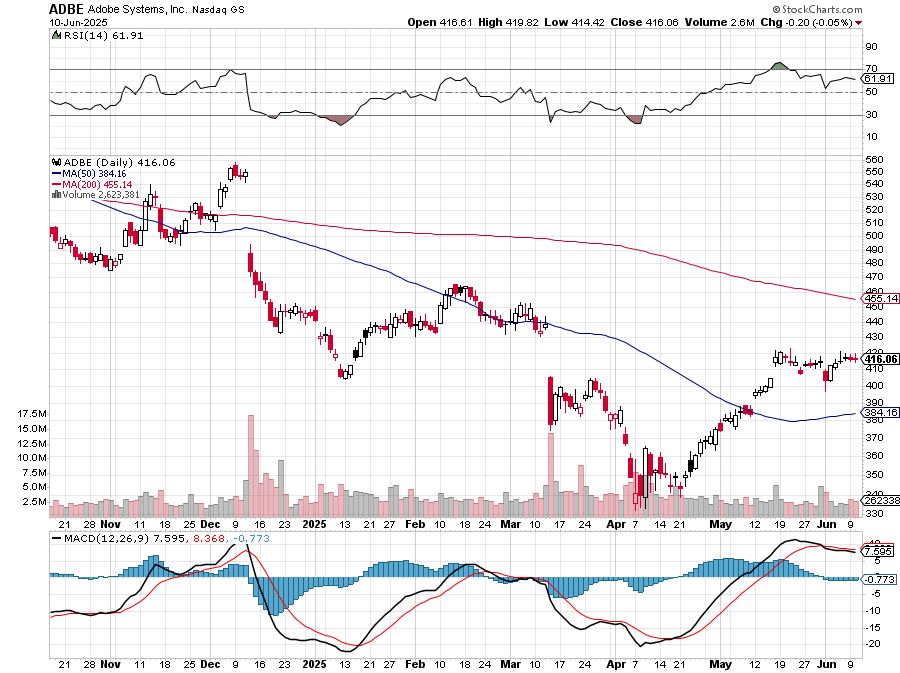 ADBE Adobe Systems, Inc. Nasdaq GS © StockCharts.com
10-Jun-2025 Open 416.61 High 419.82 Low 414.42 Close 416.06 Volume 2.6M Chg -0.20 (-0.05%)
RSI(14) 61.91
90
70
61.91
50
30
10
ADBE (Daily) 416.06
MA(50) 384.16
MA(200) 455.14
Volume 2,623,381
560
550
540
530
520
510
500
490
480
470
460
455.14
450
440
430
420
416.06
410
400
390
384.16
380
370
360
350
340
330
17.5M
15.0M
12.5M
10.0M
7.5M
5.0M
2.5M
262338
21 28 Nov 11 18 25 Dec 9 16 23 2025 13 21 27 Feb 10 18 24 Mar 10 17 24 Apr 7 14 21 May 12 19 27 Jun 9
MACD(12,26,9) 7.595, 8.368, -0.773
10
7.595
5
-0.773
-5
-10
-15
-20
21 28 Nov 11 18 25 Dec 9 16 23 2025 13 21 27 Feb 10 18 24 Mar 10 17 24 Apr 7 14 21 May 12 19 27 Jun 9